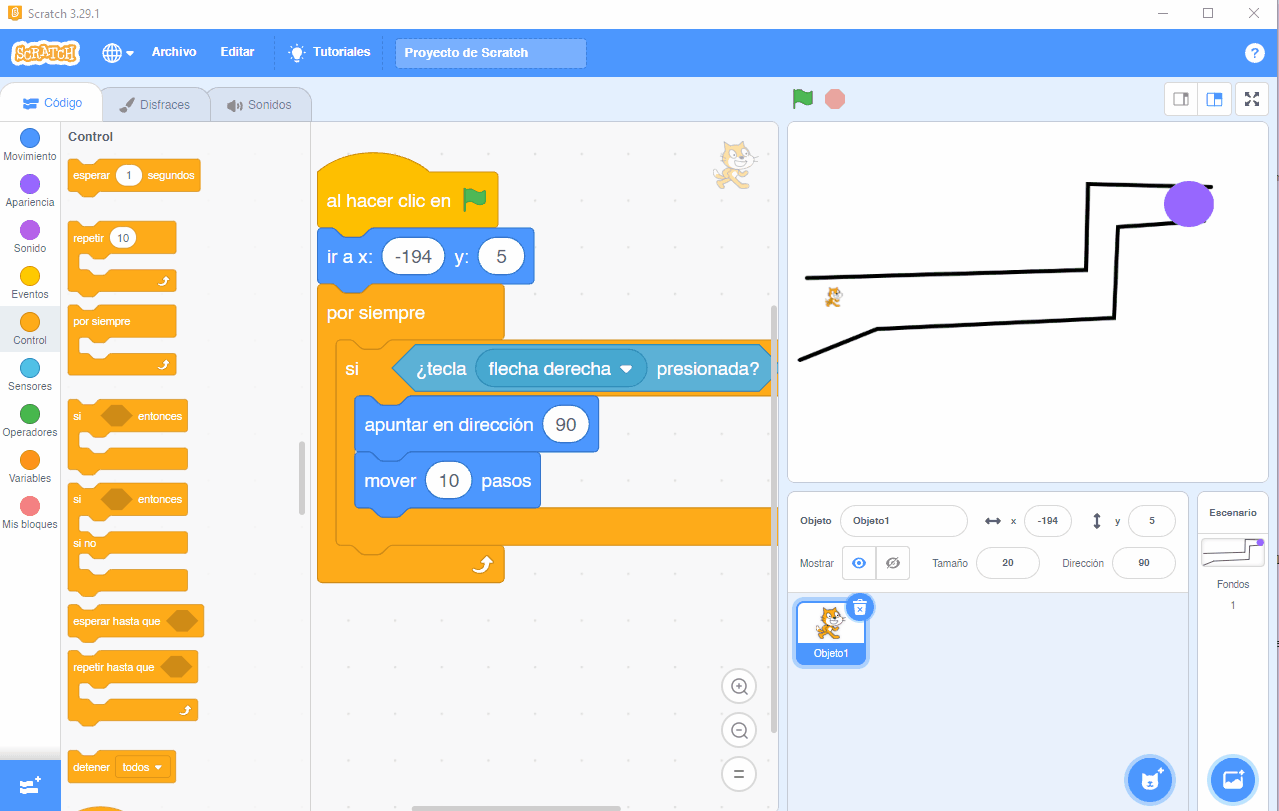 Scratch 3.29.1
SCRATCH
Archivo
Editar
Tutoriales
Proyecto de Scratch
?
Código
Disfraces
Sonidos
Movimiento
Apariencia
Sonido
Eventos
Control
Sensores
Operadores
Variables
Mis bloques
Control
esperar 1 segundos
repetir 10
por siempre
si entonces
si entonces
si no
esperar hasta que
repetir hasta que
detener todos
al hacer clic en
ir a x: -194 y: 5
por siempre
si ¿tecla flecha derecha presionada?
apuntar en dirección 90
mover 10 pasos
Objeto Objeto1 x -194 y 5
Mostrar Tamaño 20 Dirección 90
Objeto1
Escenario
Fondos
1